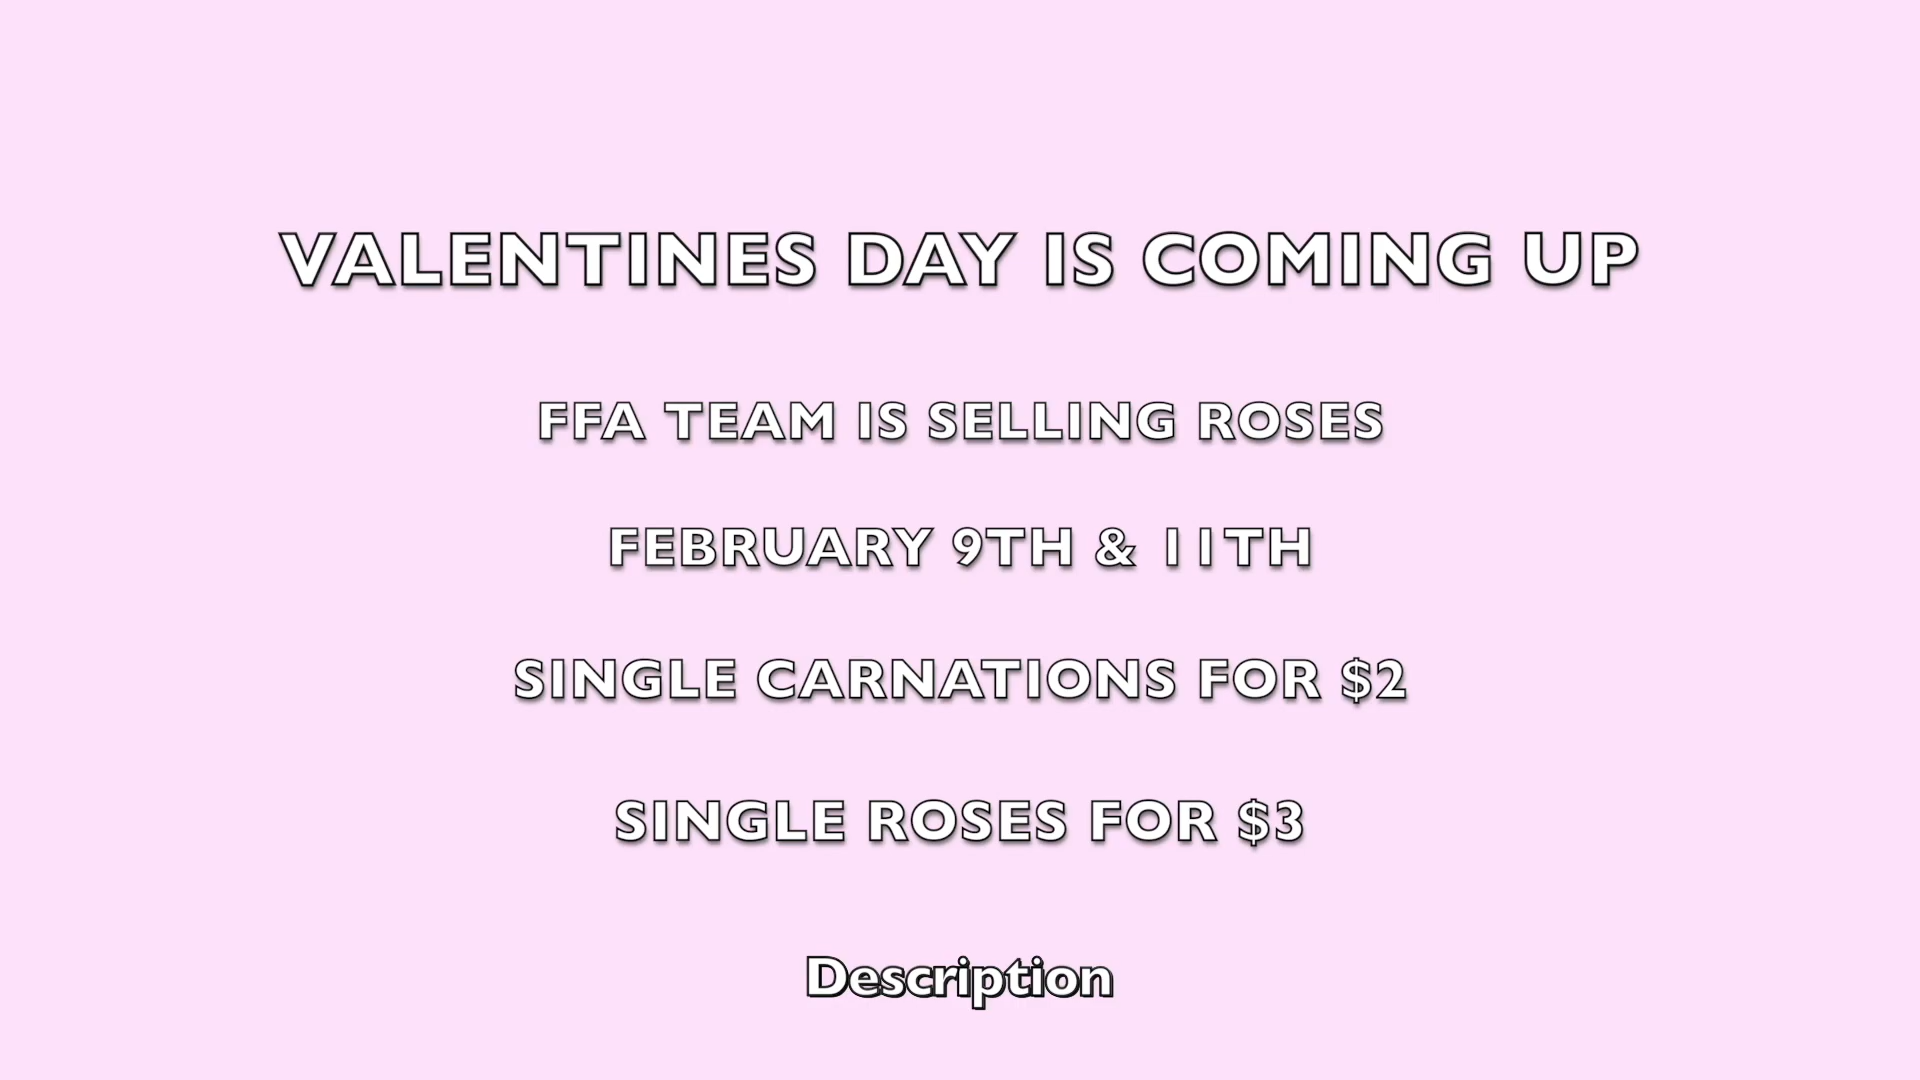 VALENTINES DAY IS COMING UP
FFA TEAM IS SELLING ROSES
FEBRUARY 9TH & 11TH
SINGLE CARNATIONS FOR $2
SINGLE ROSES FOR $3
Description